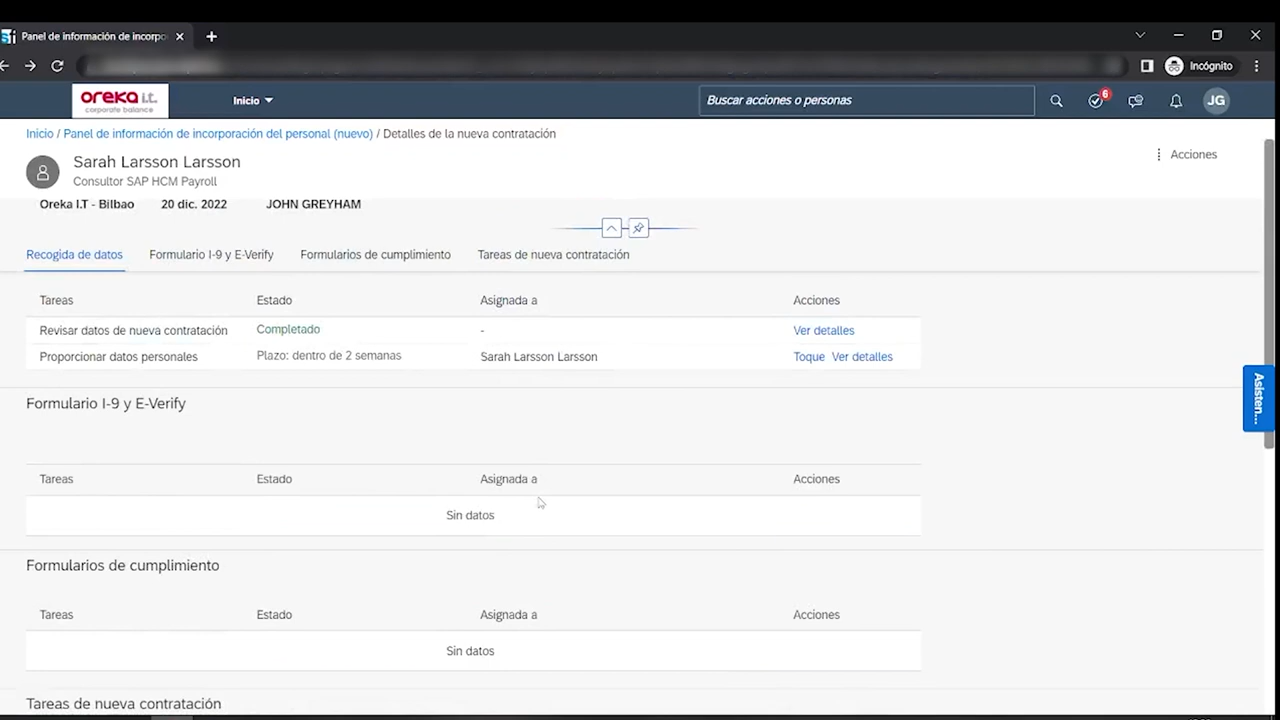 Panel de información de incorpo
Incógnito
oreka i.t.
corporate balance
Inicio
Buscar acciones o personas
6
JG
Inicio / Panel de información de incorporación del personal (nuevo) / Detalles de la nueva contratación
Sarah Larsson Larsson
Consultor SAP HCM Payroll
Acciones
Oreka I.T - Bilbao 20 dic. 2022 JOHN GREYHAM
Recogida de datos Formulario I-9 y E-Verify Formularios de cumplimiento Tareas de nueva contratación
Tareas Estado Asignada a Acciones
Revisar datos de nueva contratación Completado - Ver detalles
Proporcionar datos personales Plazo: dentro de 2 semanas Sarah Larsson Larsson Toque Ver detalles
Asisten...
Formulario I-9 y E-Verify
Tareas Estado Asignada a Acciones
Sin datos
Formularios de cumplimiento
Tareas Estado Asignada a Acciones
Sin datos
Tareas de nueva contratación